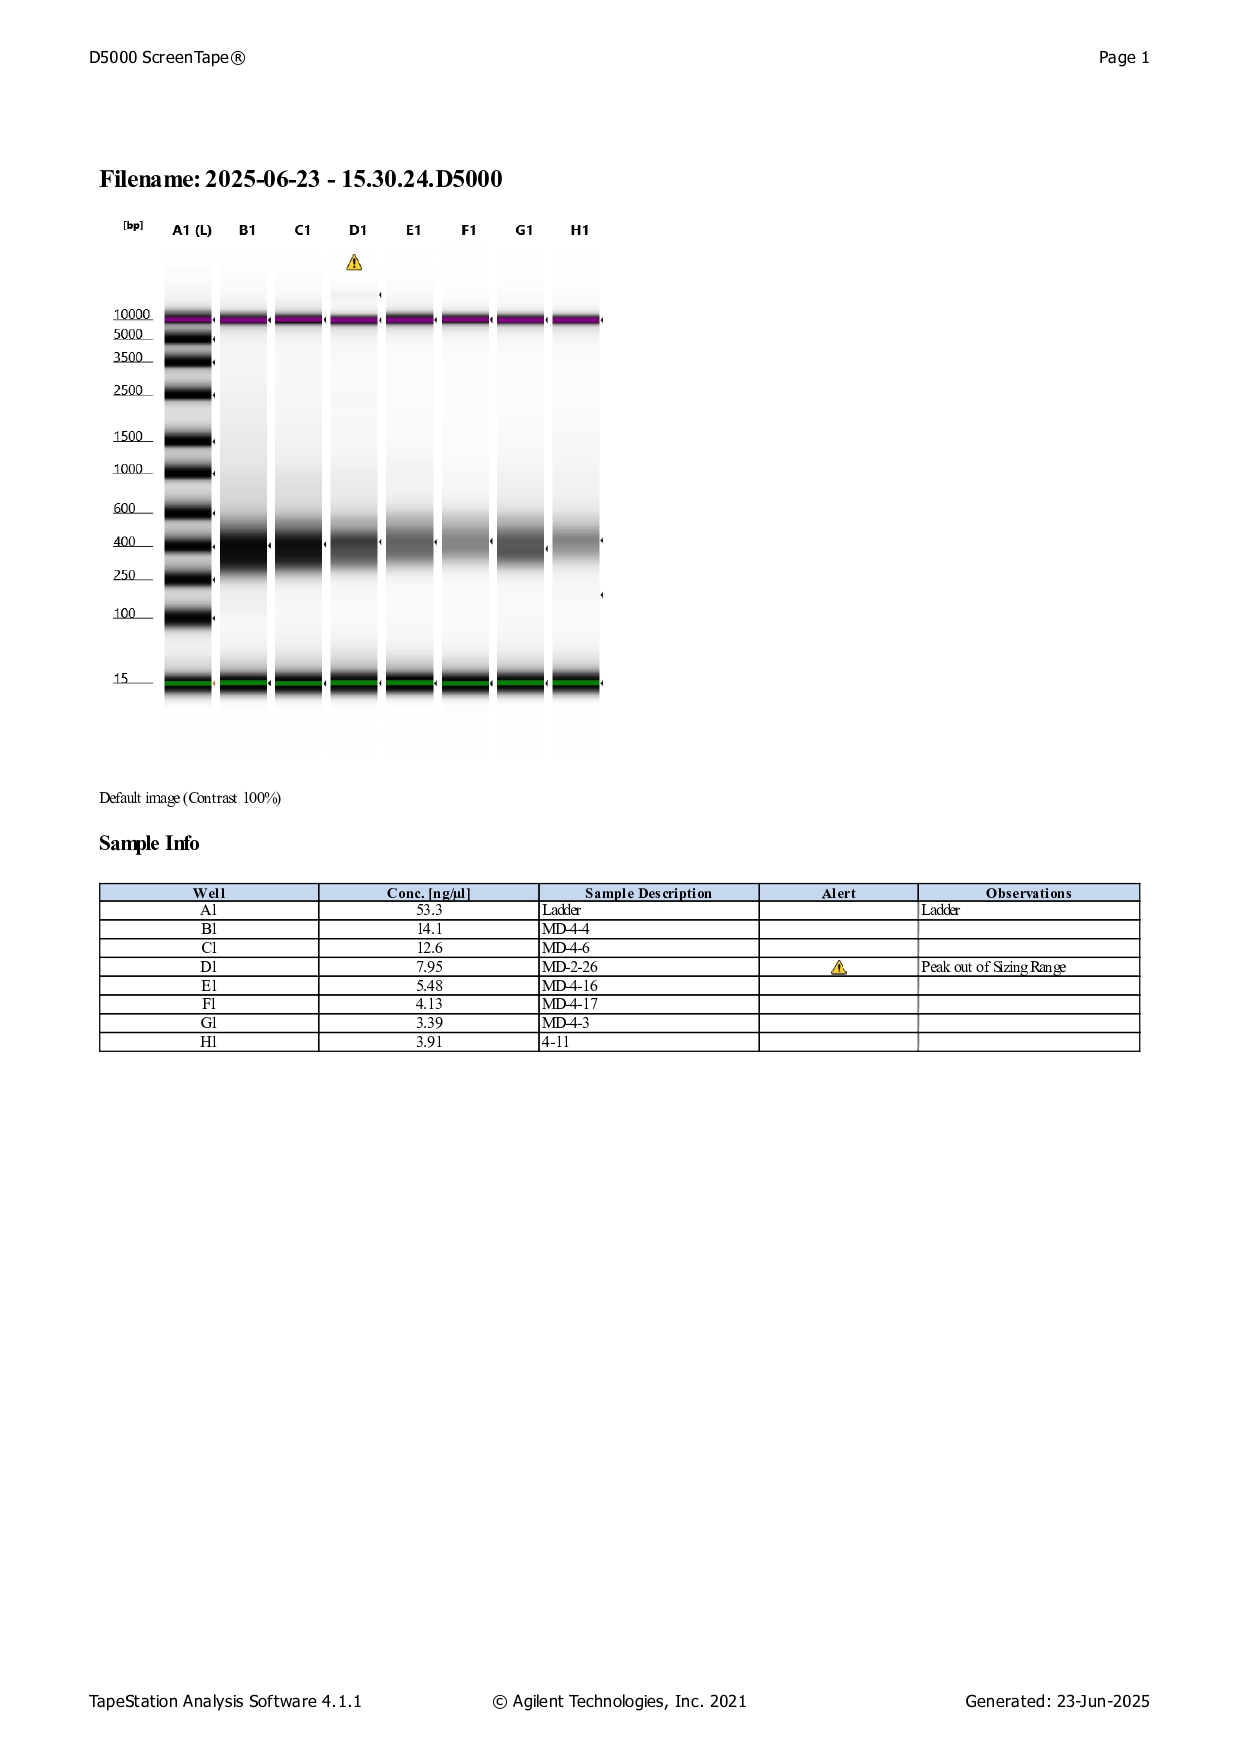 D5000 ScreenTape® Page 1
Filename: 2025-06-23 - 15.30.24.D5000
[bp] A1 (L) B1 C1 D1 E1 F1 G1 H1
10000
5000
3500
2500
1500
1000
600
400
250
100
15
Default image (Contrast 100%)
Sample Info
Well Conc. [ng/µl] Sample Description Alert Observations
A1 53.3 Ladder Ladder
B1 14.1 MD-4-4
C1 12.6 MD-4-6
D1 7.95 MD-2-26 Peak out of Sizing Range
E1 5.48 MD-4-16
F1 4.13 MD-4-17
G1 3.39 MD-4-3
H1 3.91 4-11
TapeStation Analysis Software 4.1.1 © Agilent Technologies, Inc. 2021 Generated: 23-Jun-2025